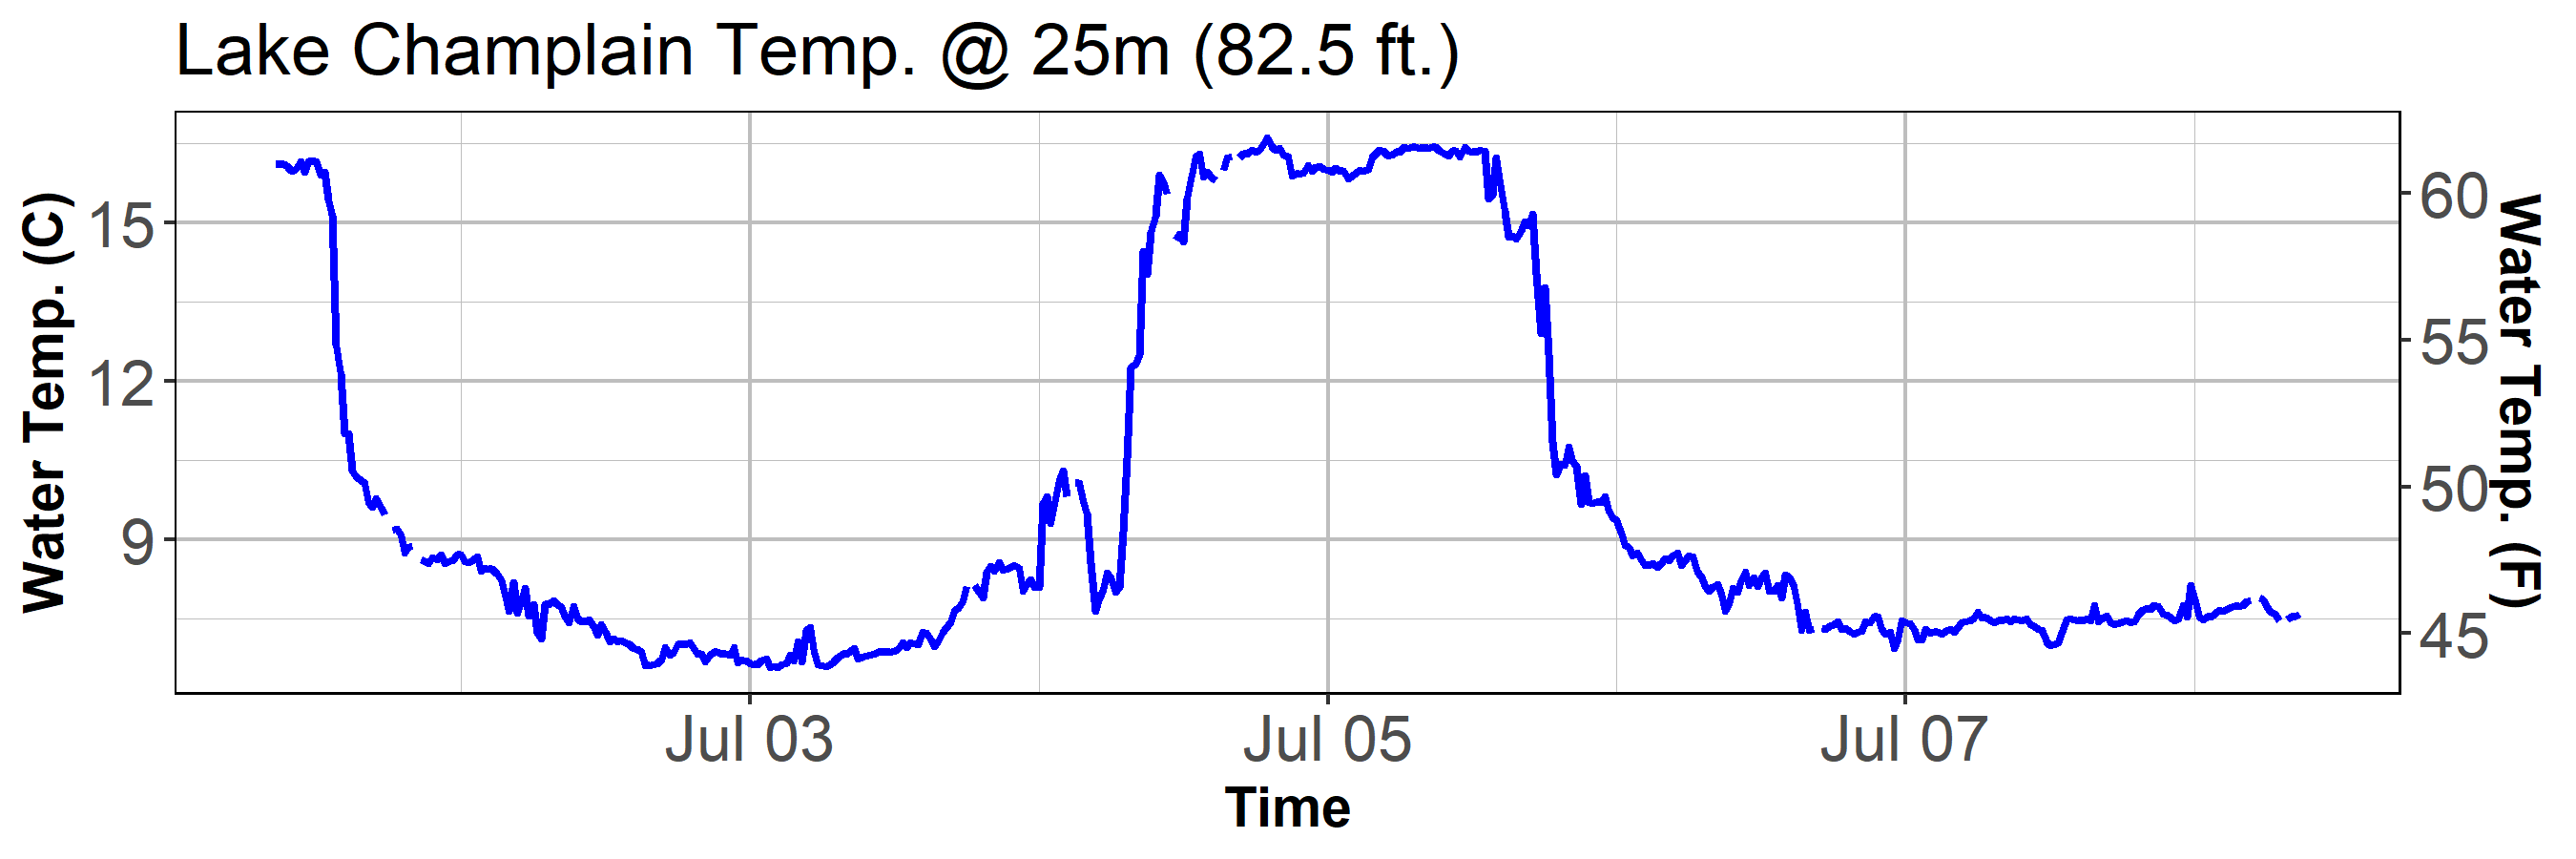 Lake Champlain Temp. @ 25m (82.5 ft.)
Water Temp. (C)
15
12
9
60
55
50
45
Water Temp. (F)
Jul 03
Jul 05
Jul 07
Time